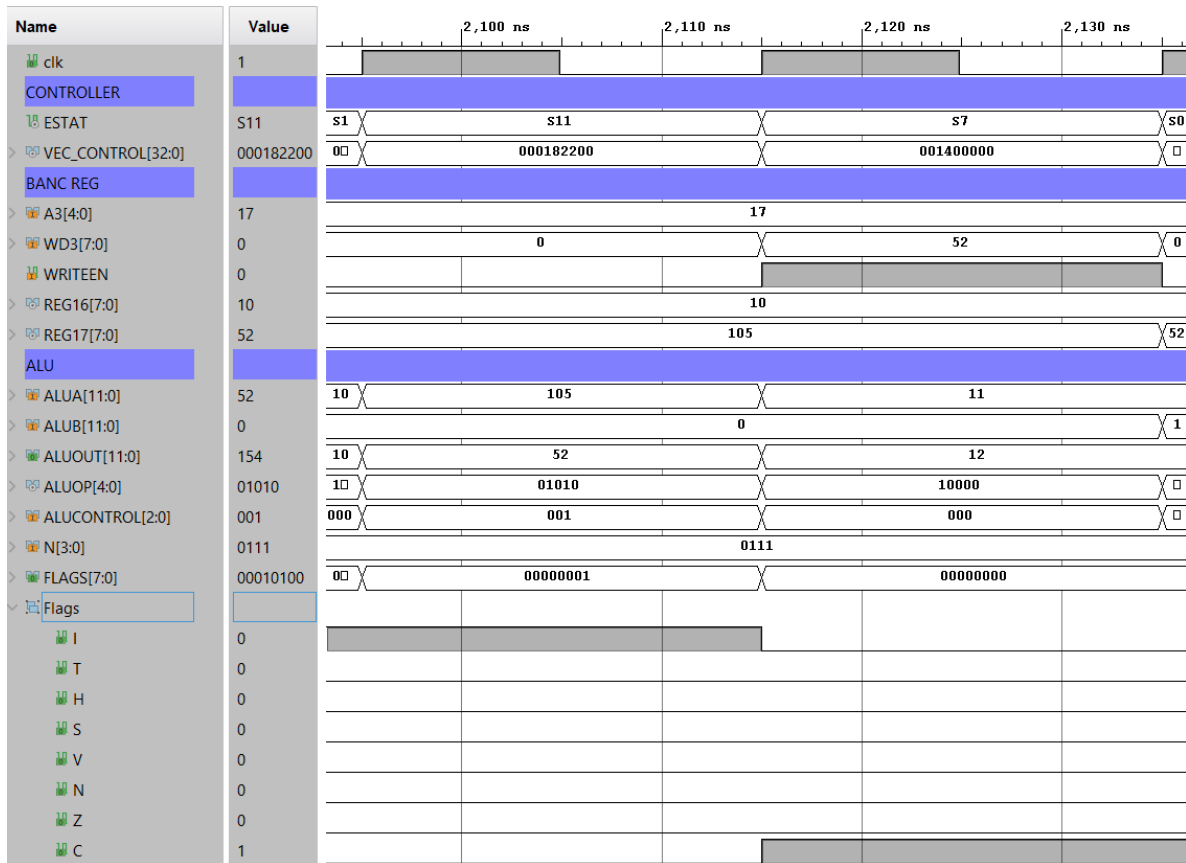 Name Value 2,100 ns 2,110 ns 2,120 ns 2,130 ns
clk 1
CONTROLLER
ESTAT S11 S1 S11 S7 S0
VEC_CONTROL[32:0] 000182200 0 000182200 001400000
BANC REG
A3[4:0] 17 17
WD3[7:0] 0 0 52 0
WRITEEN 0
REG16[7:0] 10 10
REG17[7:0] 52 105 52
ALU
ALUA[11:0] 52 10 105 11
ALUB[11:0] 0 0 1
ALUOUT[11:0] 154 10 52 12
ALUOP[4:0] 01010 1 01010 10000
ALUCONTROL[2:0] 001 000 001 000
N[3:0] 0111 0111
FLAGS[7:0] 00010100 0 00000001 00000000
Flags
I 0
T 0
H 0
S 0
V 0
N 0
Z 0
C 1